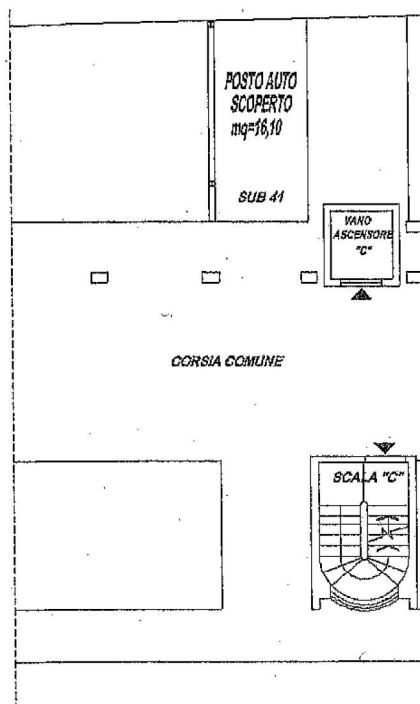 POSTO AUTO
SCOPERTO
mq=16,10
SUB 41
VANO
ASCENSORE
"C"
CORSIA COMUNE
SCALA "C"